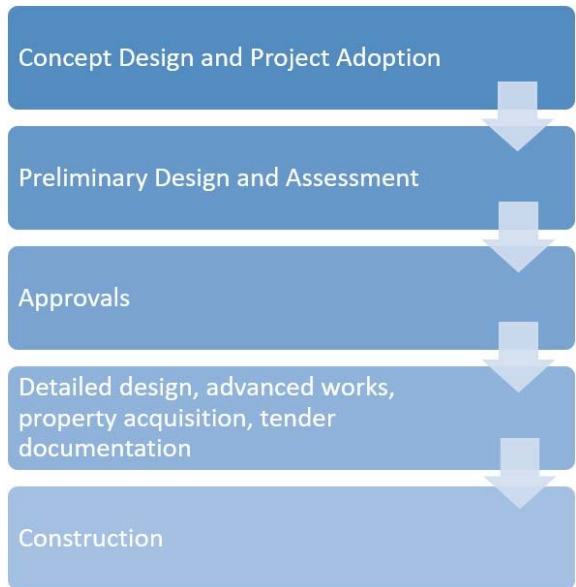 Concept Design and Project Adoption
Preliminary Design and Assessment
Approvals
Detailed design, advanced works,
property acquisition, tender
documentation
Construction